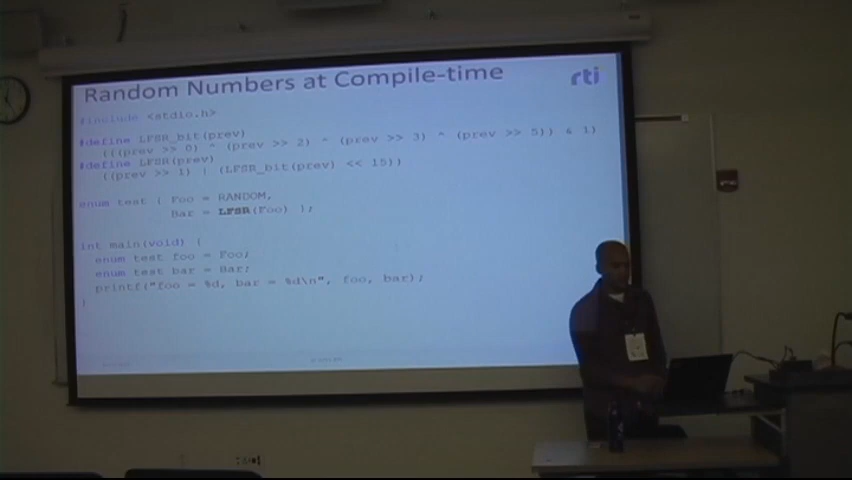 Random Numbers at Compile-time
rti
#include <stdio.h>
#define LFSR_bit(prev)
(((prev >> 0) ^ (prev >> 2) ^ (prev >> 3) ^ (prev >> 5)) & 1)
#define LFSR(prev)
((prev >> 1) | (LFSR_bit(prev) << 15))
enum test { Foo = RANDOM,
Bar = LFSR(Foo) };
int main(void) {
enum test foo = Foo;
enum test bar = Bar;
printf("foo = %d, bar = %d\n", foo, bar);
}